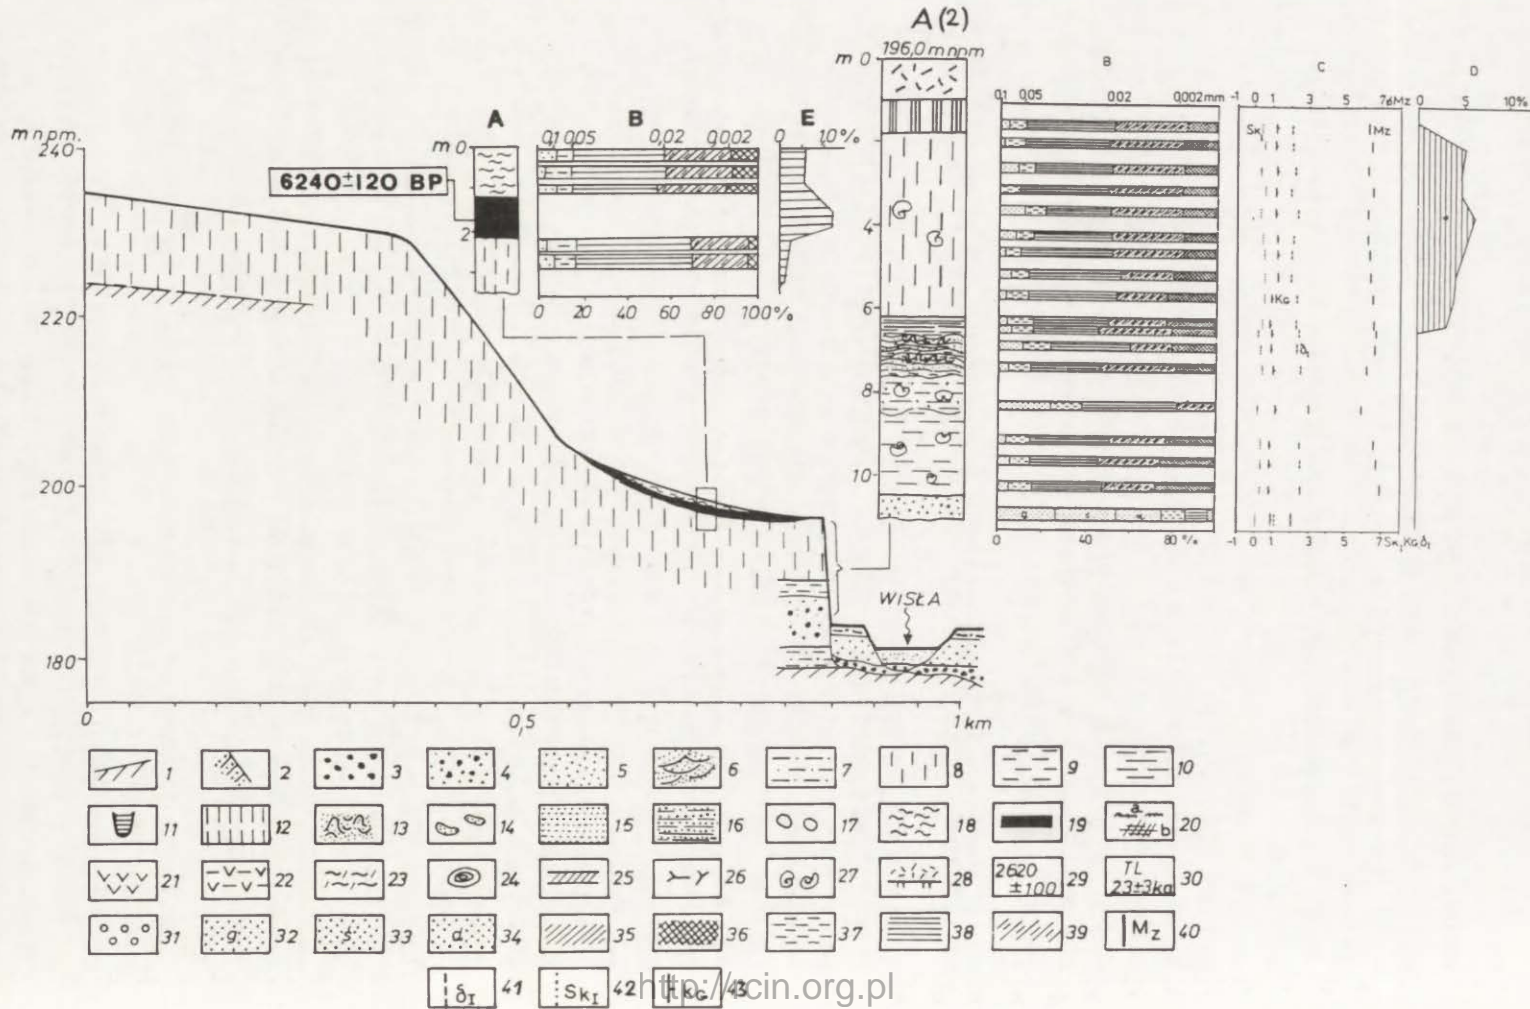 A (2)
m 0
196,0 m npm
B
C
D
0,1 0,05 0,02 0,002mm
-1 0 1 3 5 7δMz
0 5 10%
Sk₁
Mz
KG
δ₁
A
B
E
m n p m.
240
m 0
0,1 0,05 0,02 0,002
0 10%
6240±120 BP
2
4
220
0 20 40 60 80 100%
6
8
200
10
g s d
0 40 80 %
-1 0 1 3 5 7 Sk₁ KG δ₁
WISŁA
180
0 0,5 1 km
1 2 3 4 5 6 7 8 9 10
11 12 13 14 15 16 17 18 19 a b 20
21 22 23 24 25 26 27 28 2620 ±100 29 TL 23±3ka 30
31 g 32 s 33 d 34 35 36 37 38 39 Mz 40
δI 41 SkI 42 KG 43
http://rcin.org.pl